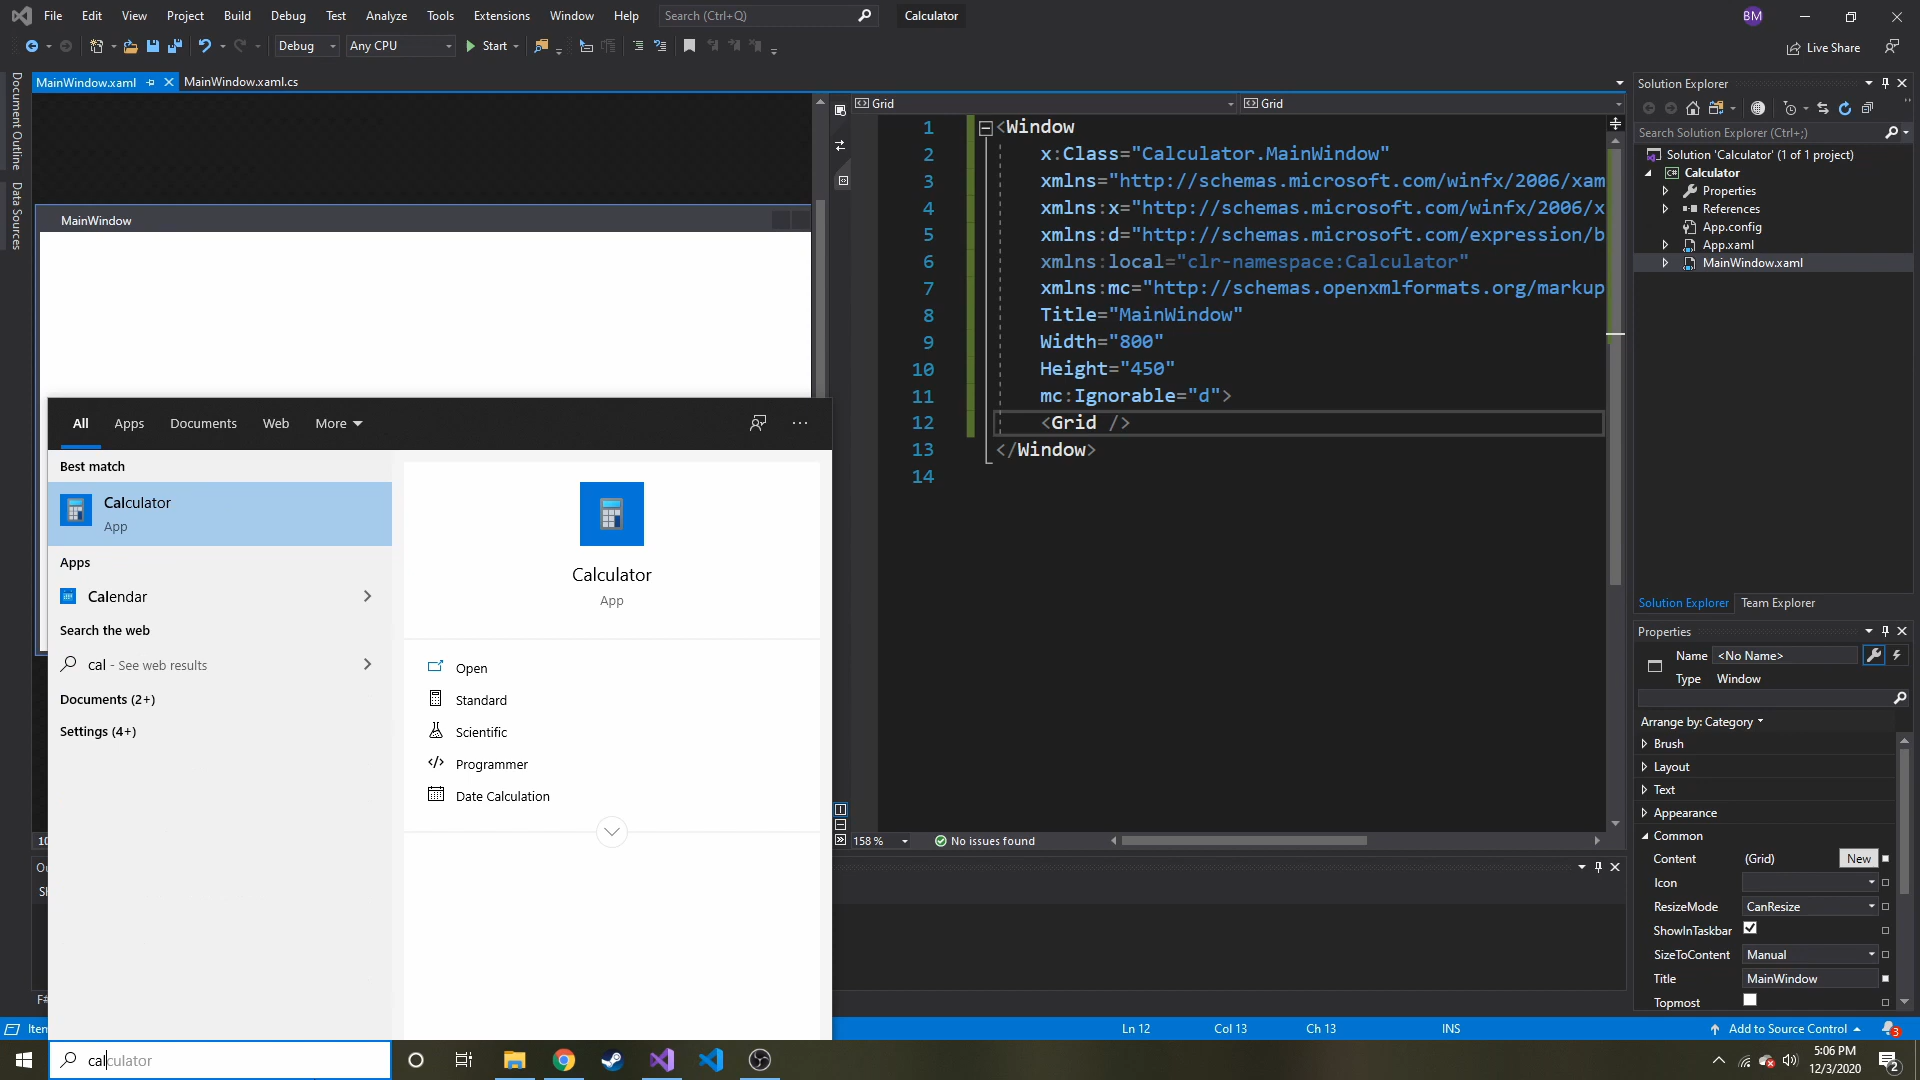 File Edit View Project Build Debug Test Analyze Tools Extensions Window Help Search (Ctrl+Q) Calculator BM
Debug Any CPU Start Live Share
Document Outline
Data Sources
MainWindow.xaml MainWindow.xaml.cs
Grid Grid
MainWindow
1 <Window
2 x:Class="Calculator.MainWindow"
3 xmlns="http://schemas.microsoft.com/winfx/2006/xam
4 xmlns:x="http://schemas.microsoft.com/winfx/2006/x
5 xmlns:d="http://schemas.microsoft.com/expression/b
6 xmlns:local="clr-namespace:Calculator"
7 xmlns:mc="http://schemas.openxmlformats.org/markup
8 Title="MainWindow"
9 Width="800"
10 Height="450"
11 mc:Ignorable="d">
12 <Grid />
13 </Window>
14
158 % No issues found
Solution Explorer
Search Solution Explorer (Ctrl+;)
Solution 'Calculator' (1 of 1 project)
Calculator
Properties
References
App.config
App.xaml
MainWindow.xaml
Solution Explorer Team Explorer
Properties
Name <No Name>
Type Window
Arrange by: Category
Brush
Layout
Text
Appearance
Common
Content (Grid) New
Icon
ResizeMode CanResize
ShowInTaskbar
SizeToContent Manual
Title MainWindow
Topmost
All Apps Documents Web More
Best match
Calculator
App
Apps
Calendar
Search the web
cal - See web results
Documents (2+)
Settings (4+)
Calculator
App
Open
Standard
Scientific
Programmer
Date Calculation
10
Ou
Sh
F#
Item
Ln 12 Col 13 Ch 13 INS Add to Source Control 3
calculator
5:06 PM
12/3/2020
2